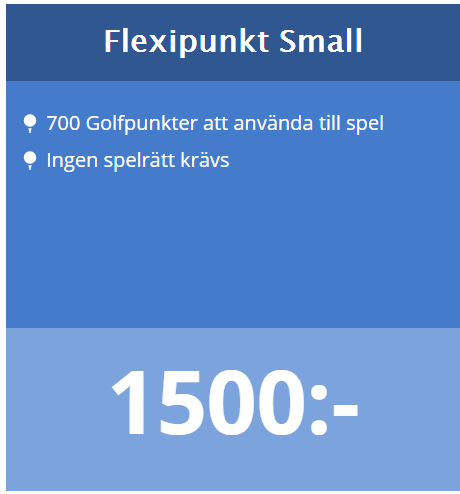 Flexipunkt Small
700 Golfpunkter att använda till spel
Ingen spelrätt krävs
1500:-